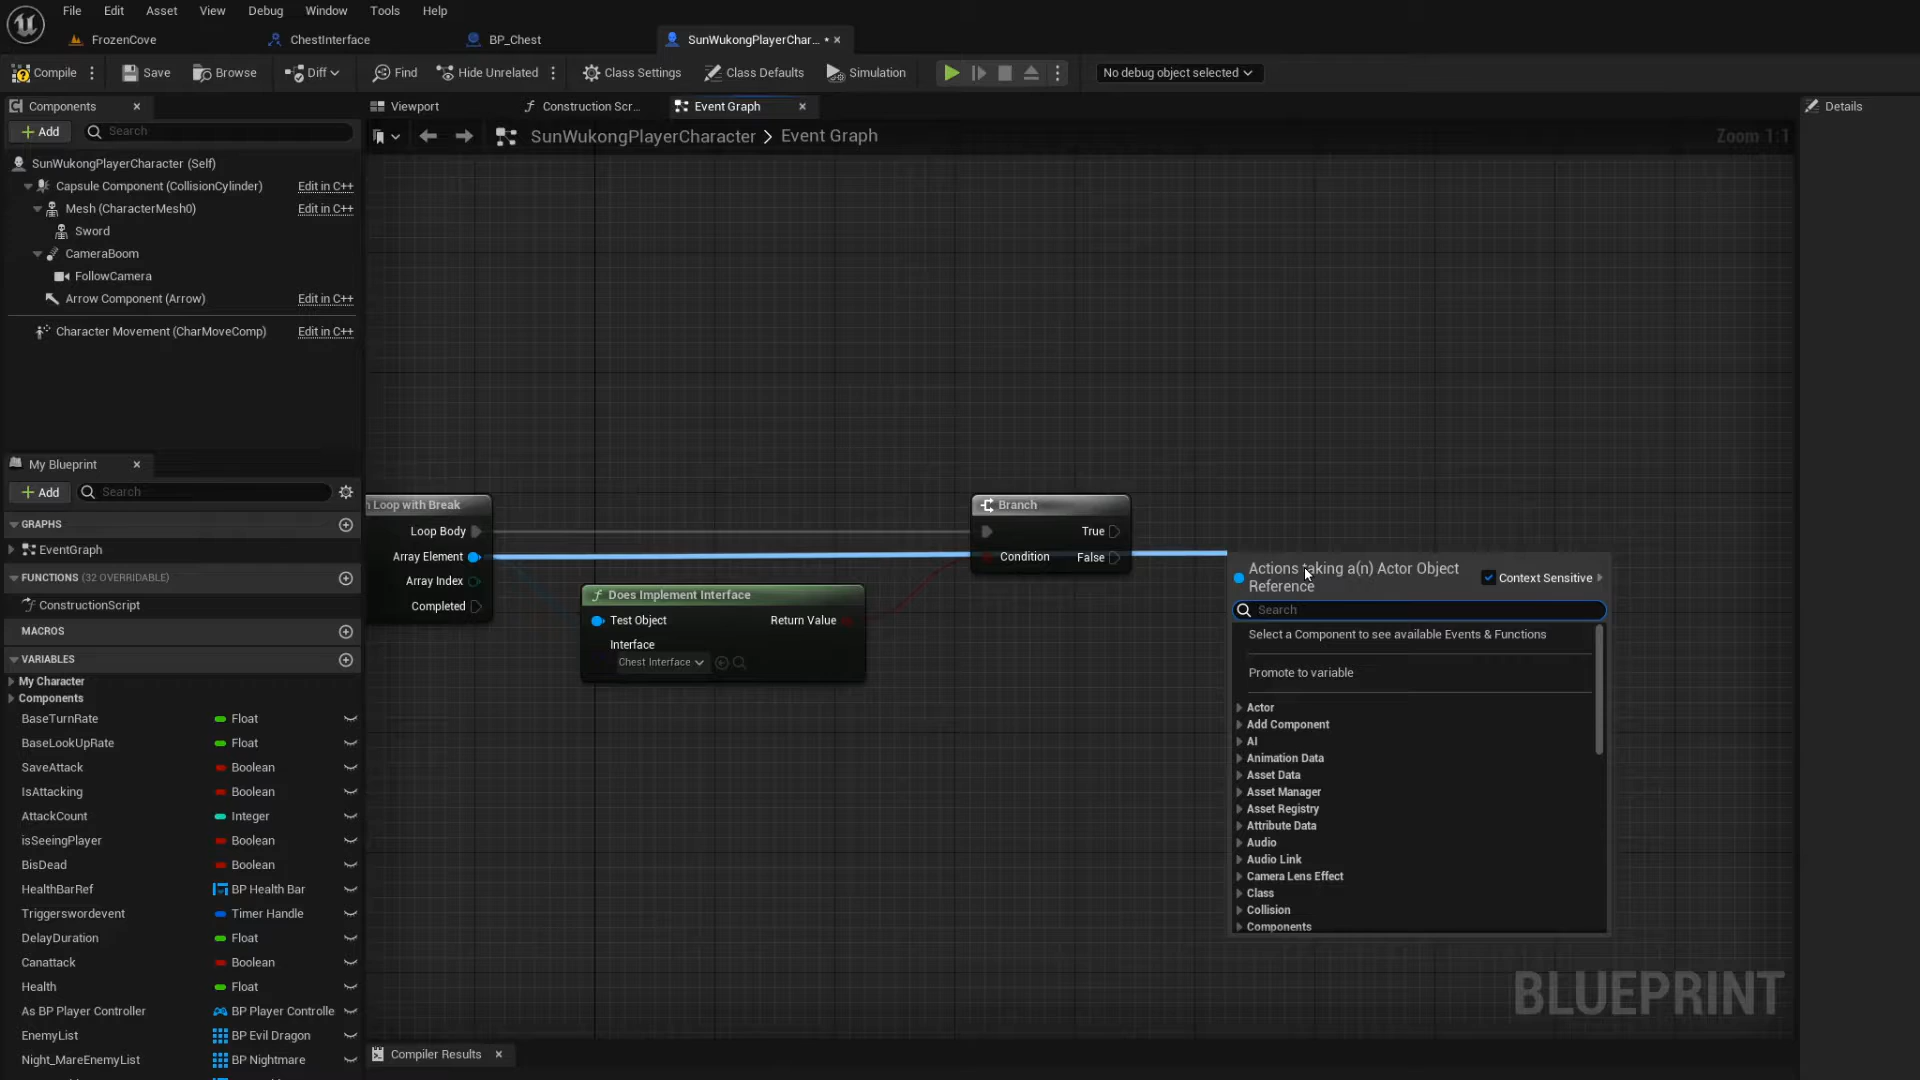 File Edit Asset View Debug Window Tools Help
FrozenCove ChestInterface BP_Chest SunWukongPlayerChar... •
Compile Save Browse Diff Find Hide Unrelated Class Settings Class Defaults Simulation No debug object selected
Components Viewport Construction Scr... Event Graph Details
Add Search SunWukongPlayerCharacter > Event Graph Zoom 1:1
SunWukongPlayerCharacter (Self)
Capsule Component (CollisionCylinder) Edit in C++
Mesh (CharacterMesh0) Edit in C++
Sword
CameraBoom
FollowCamera
Arrow Component (Arrow) Edit in C++
Character Movement (CharMoveComp) Edit in C++
My Blueprint
Add Search
GRAPHS
EventGraph
FUNCTIONS (32 OVERRIDABLE)
ConstructionScript
MACROS
VARIABLES
My Character
Components
BaseTurnRate Float
BaseLookUpRate Float
SaveAttack Boolean
IsAttacking Boolean
AttackCount Integer
isSeeingPlayer Boolean
BisDead Boolean
HealthBarRef BP Health Bar
Triggerswordevent Timer Handle
DelayDuration Float
Canattack Boolean
Health Float
As BP Player Controller BP Player Controlle
EnemyList BP Evil Dragon
Night_MareEnemyList BP Nightmare
Loop with Break
Loop Body
Array Element
Array Index
Completed
Does Implement Interface
Test Object Return Value
Interface
Chest Interface
Branch
True
Condition False
Actions taking a(n) Actor Object
Reference
Context Sensitive
Search
Select a Component to see available Events & Functions
Promote to variable
Actor
Add Component
AI
Animation Data
Asset Data
Asset Manager
Asset Registry
Attribute Data
Audio
Audio Link
Camera Lens Effect
Class
Collision
Components
BLUEPRINT
Compiler Results